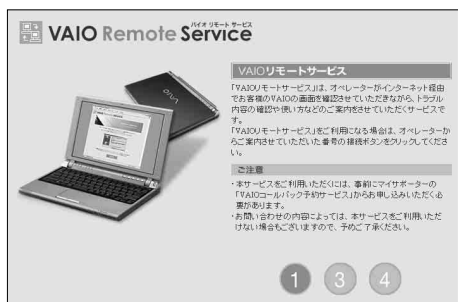 バイオ リモート サービス
VAIO Remote Service
VAIOリモートサービス
「VAIOリモートサービス」は、オペレーターがインターネット経由
でお客様のVAIOの画面を確認させていただきながら、トラブル
内容の確認や使い方などのご案内をさせていただくサービスで
す。
「VAIOリモートサービス」をご利用になる場合は、オペレーターか
らご案内させていただいた番号の接続ボタンをクリックしてくださ
い。
ご注意
・本サービスをご利用いただくには、事前にマイサポーターの
「VAIOコールバック予約サービス」からお申し込みいただく必
要があります。
・お問い合わせの内容によっては、本サービスをご利用いただ
けない場合もございますので、予めご了承ください。
1 3 4